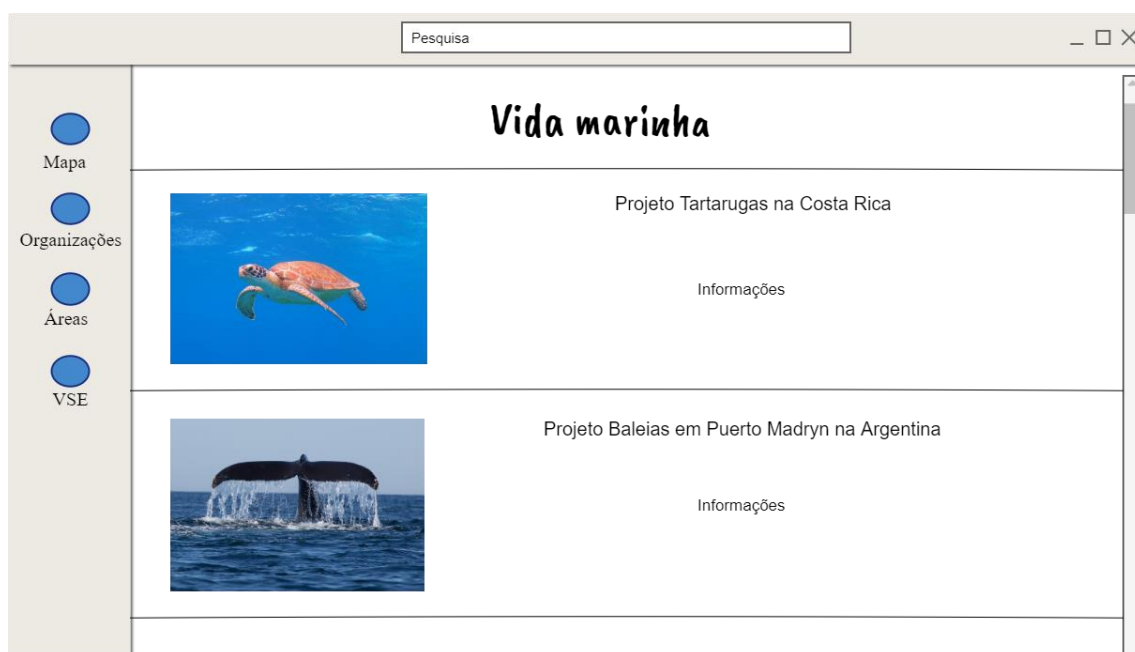 Pesquisa
Vida marinha
Mapa
Organizações
Áreas
VSE
Projeto Tartarugas na Costa Rica
Informações
Projeto Baleias em Puerto Madryn na Argentina
Informações